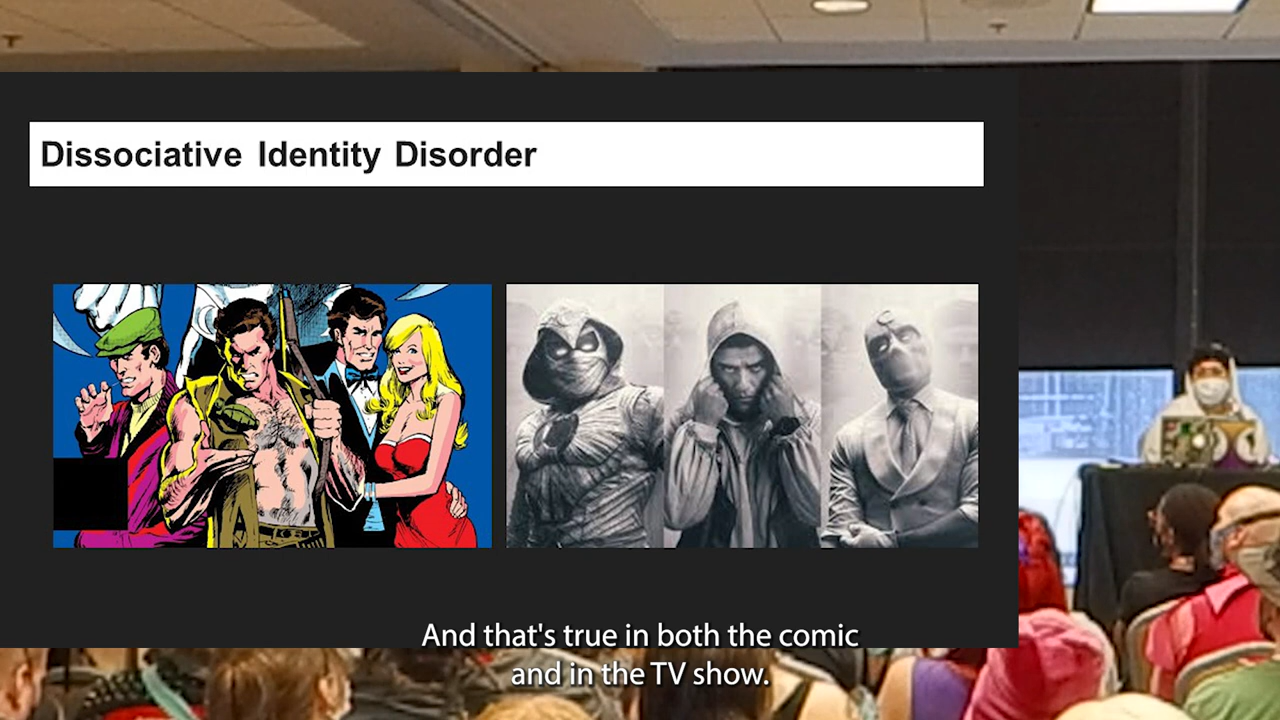 Dissociative Identity Disorder
And that's true in both the comic
and in the TV show.